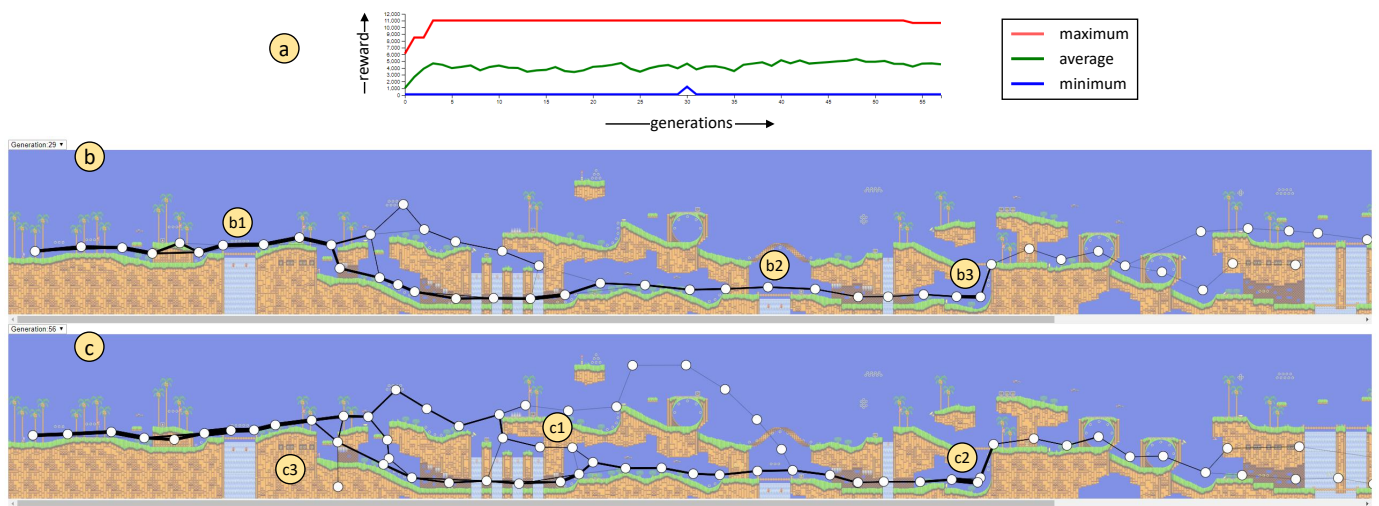 a
reward
12.000
11.000
10.000
9.000
8.000
7.000
6.000
5.000
4.000
3.000
2.000
1.000
0
0 5 10 15 20 25 30 35 40 45 50 55
generations
maximum
average
minimum
Generation:29
b
b1
b2
b3
Generation:56
c
c1
c2
c3